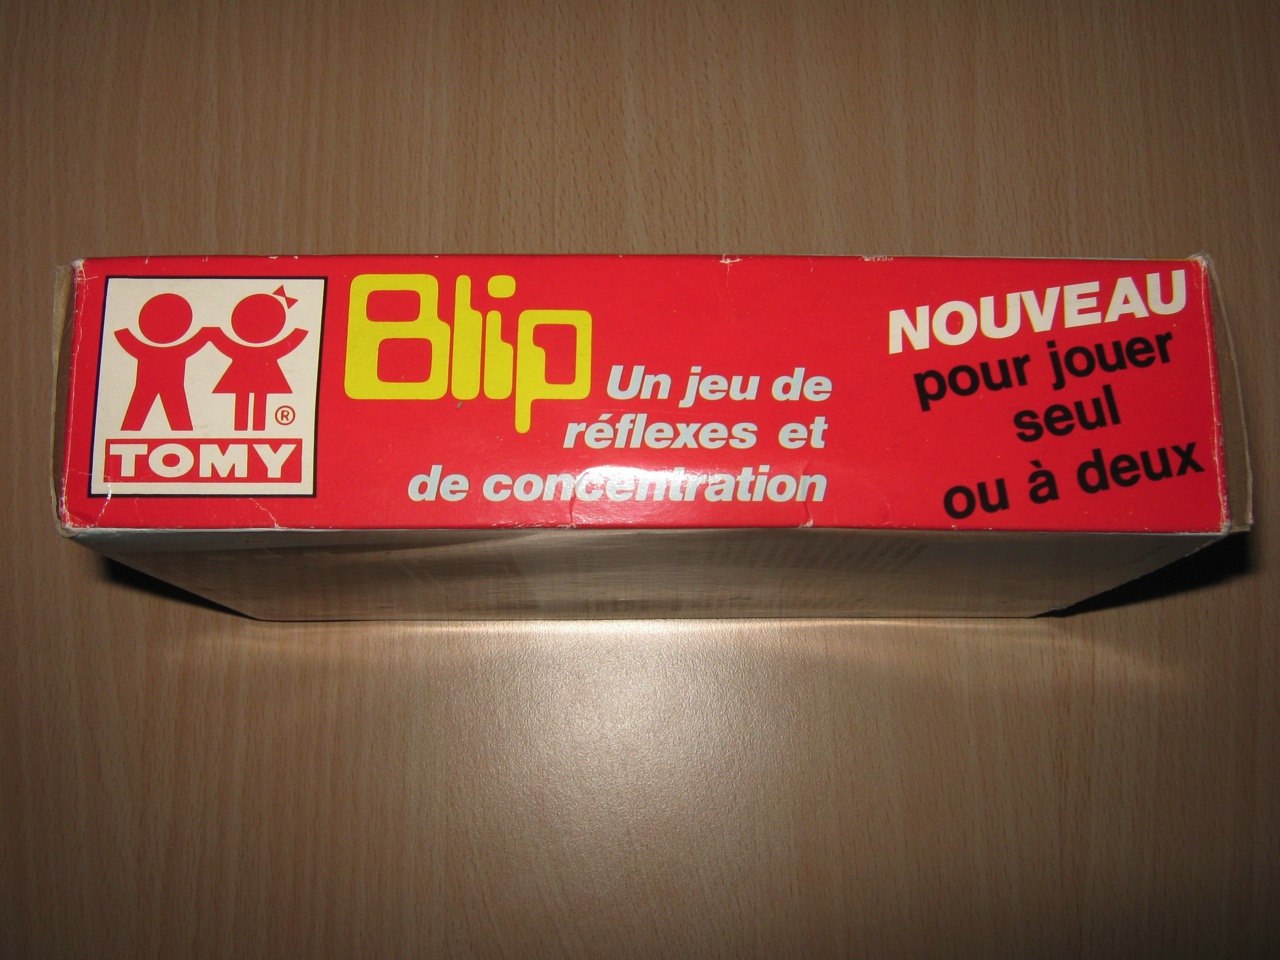 TOMY
®
Blip
Un jeu de
réflexes et
de concentration
NOUVEAU
pour jouer
seul
ou à deux